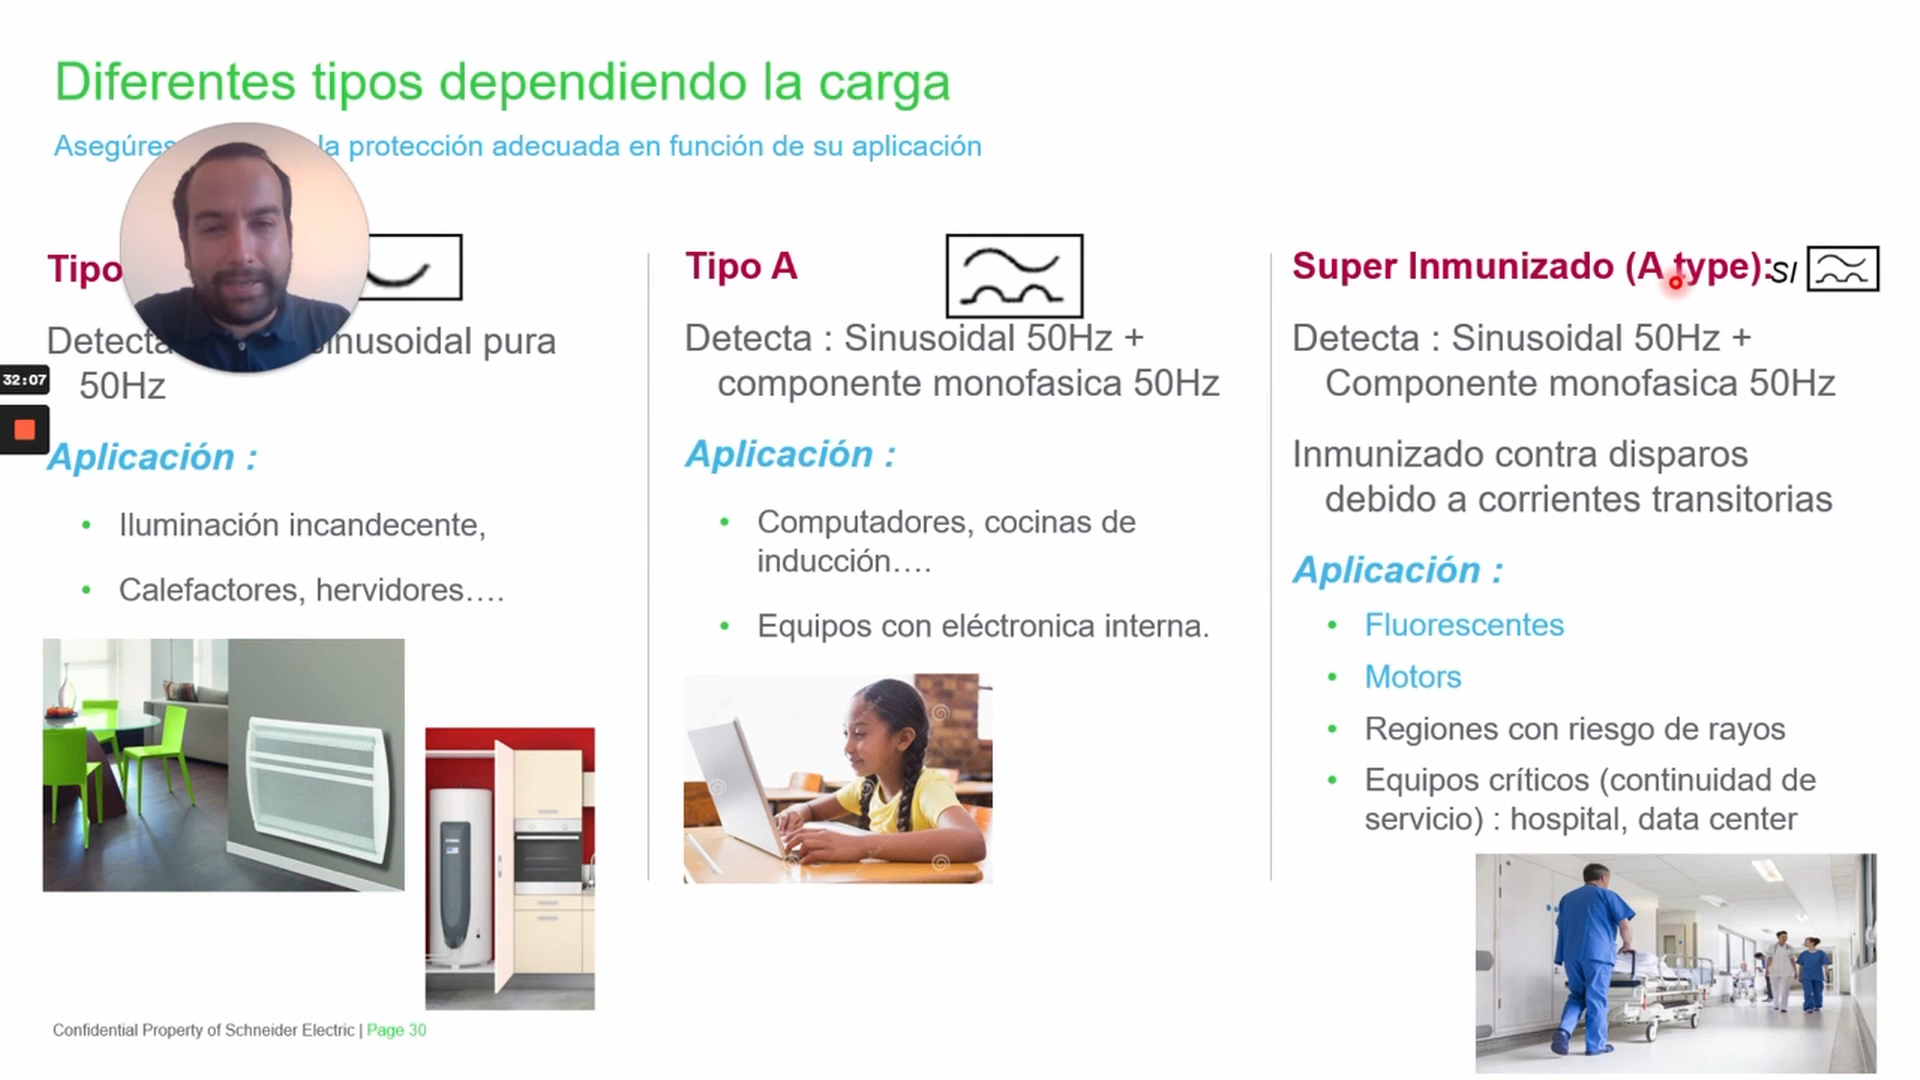 Diferentes tipos dependiendo la carga
la protección adecuada en función de su aplicación
Tipo
Detecta sinusoidal pura
50Hz
Aplicación :
• Iluminación incandecente,
• Calefactores, hervidores….
Tipo A
Detecta : Sinusoidal 50Hz +
componente monofasica 50Hz
Aplicación :
• Computadores, cocinas de
inducción….
• Equipos con eléctronica interna.
Super Inmunizado (A type):
SI
Detecta : Sinusoidal 50Hz +
Componente monofasica 50Hz
Inmunizado contra disparos
debido a corrientes transitorias
Aplicación :
• Fluorescentes
• Motors
• Regiones con riesgo de rayos
• Equipos críticos (continuidad de
servicio) : hospital, data center
32:07
Confidential Property of Schneider Electric | Page 30